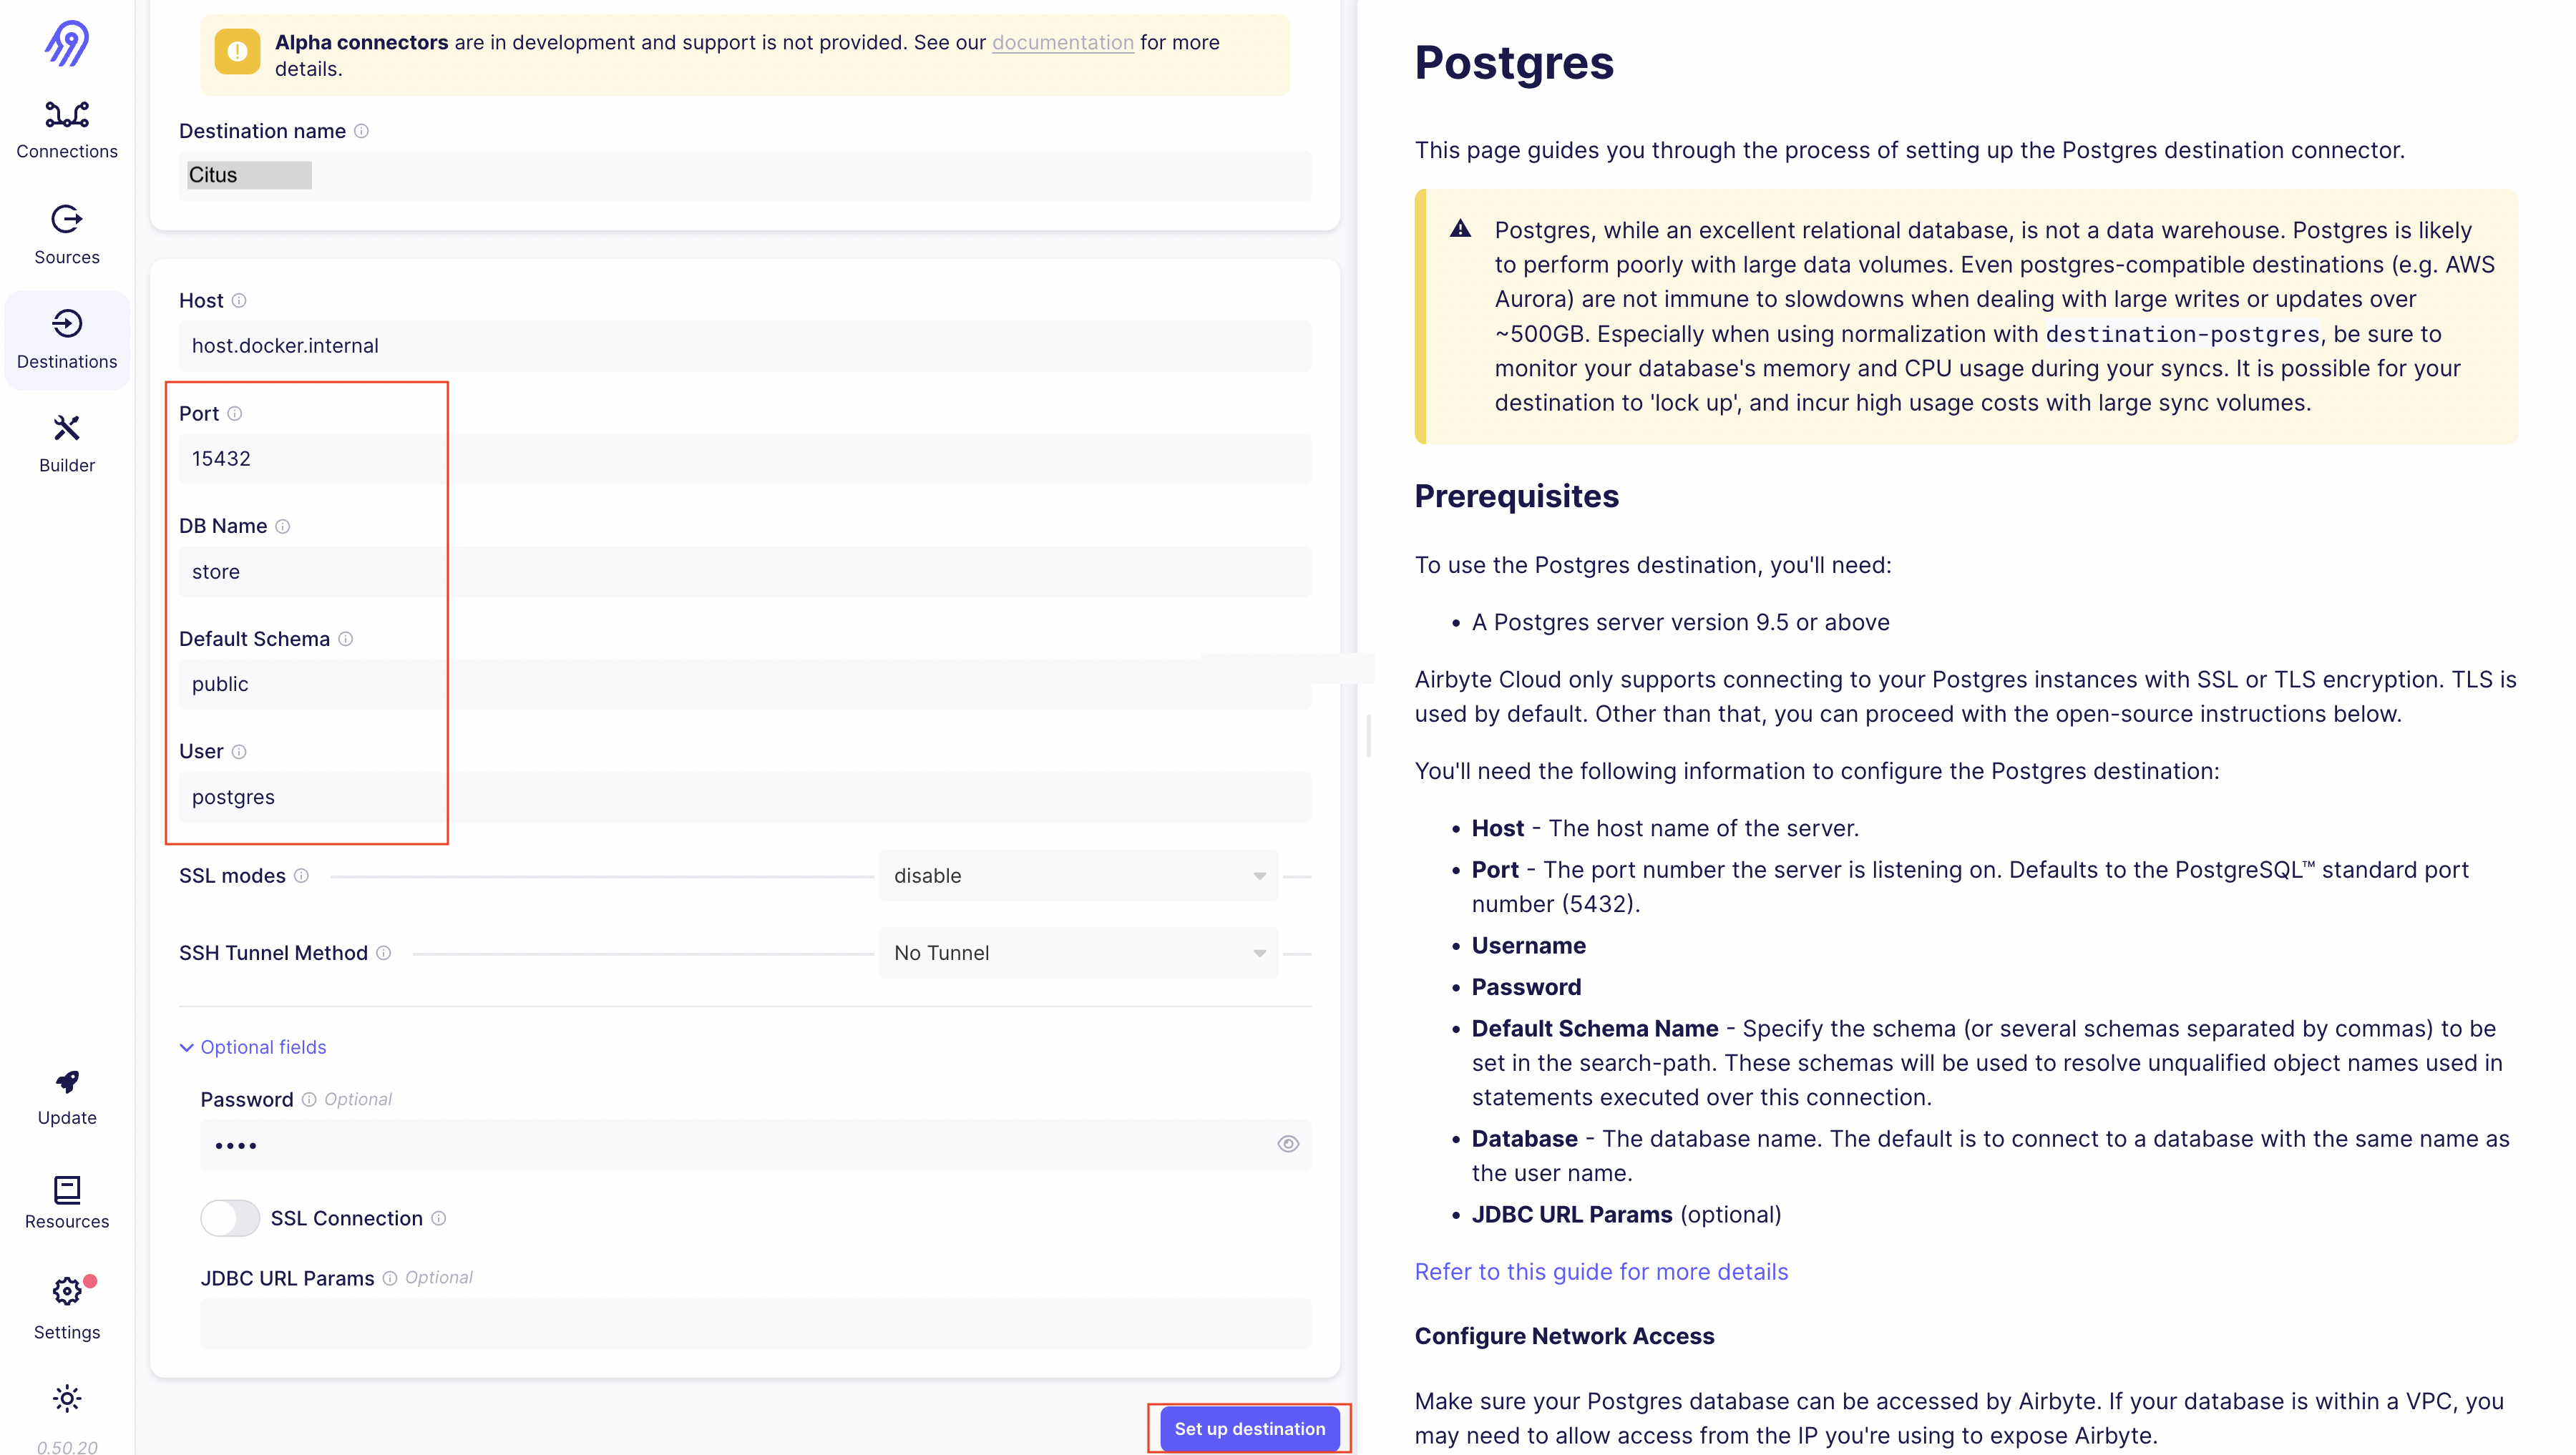 Connections
Sources
Destinations
Builder
Update
Resources
Settings
0.50.20
Alpha connectors are in development and support is not provided. See our documentation for more
details.
Destination name
Citus
Host
host.docker.internal
Port
15432
DB Name
store
Default Schema
public
User
postgres
SSL modes
disable
SSH Tunnel Method
No Tunnel
Optional fields
Password Optional
••••
SSL Connection
JDBC URL Params Optional
Set up destination
Postgres
This page guides you through the process of setting up the Postgres destination connector.
Postgres, while an excellent relational database, is not a data warehouse. Postgres is likely
to perform poorly with large data volumes. Even postgres-compatible destinations (e.g. AWS
Aurora) are not immune to slowdowns when dealing with large writes or updates over
~500GB. Especially when using normalization with destination-postgres, be sure to
monitor your database's memory and CPU usage during your syncs. It is possible for your
destination to 'lock up', and incur high usage costs with large sync volumes.
Prerequisites
To use the Postgres destination, you'll need:
• A Postgres server version 9.5 or above
Airbyte Cloud only supports connecting to your Postgres instances with SSL or TLS encryption. TLS is
used by default. Other than that, you can proceed with the open-source instructions below.
You'll need the following information to configure the Postgres destination:
• Host - The host name of the server.
• Port - The port number the server is listening on. Defaults to the PostgreSQL™ standard port
number (5432).
• Username
• Password
• Default Schema Name - Specify the schema (or several schemas separated by commas) to be
set in the search-path. These schemas will be used to resolve unqualified object names used in
statements executed over this connection.
• Database - The database name. The default is to connect to a database with the same name as
the user name.
• JDBC URL Params (optional)
Refer to this guide for more details
Configure Network Access
Make sure your Postgres database can be accessed by Airbyte. If your database is within a VPC, you
may need to allow access from the IP you're using to expose Airbyte.